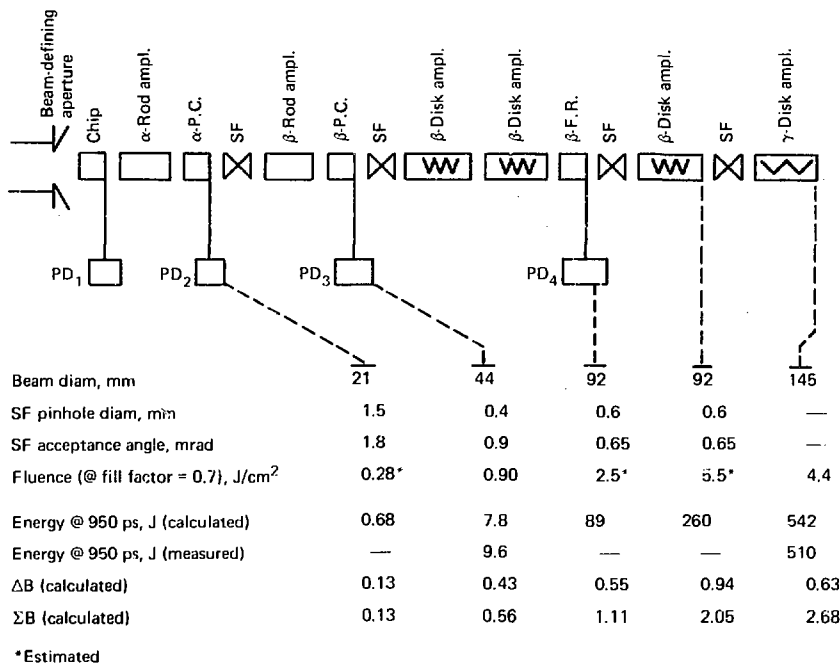 Beam-defining
aperture
Chip
α-Rod ampl.
α-P.C.
SF
β-Rod ampl.
β-P.C.
SF
β-Disk ampl.
β-Disk ampl.
β-F.R.
SF
β-Disk ampl.
SF
γ-Disk ampl.
PD1
PD2
PD3
PD4
Beam diam, mm 21 44 92 92 145
SF pinhole diam, mm 1.5 0.4 0.6 0.6 —
SF acceptance angle, mrad 1.8 0.9 0.65 0.65 —
Fluence (@ fill factor = 0.7), J/cm² 0.28* 0.90 2.5* 5.5* 4.4
Energy @ 950 ps, J (calculated) 0.68 7.8 89 260 542
Energy @ 950 ps, J (measured) — 9.6 — — 510
ΔB (calculated) 0.13 0.43 0.55 0.94 0.63
ΣB (calculated) 0.13 0.56 1.11 2.05 2.68
*Estimated